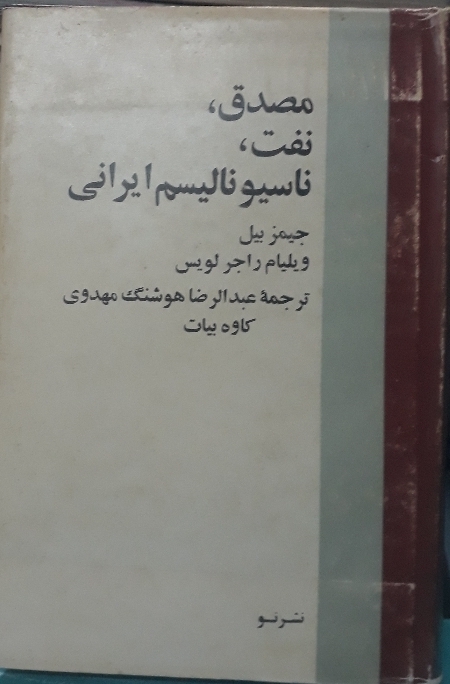 مصدق،
نفت،
ناسیونالیسم ایرانی
جیمز بیل
ویلیام راجر لویس
ترجمهٔ عبدالرضا هوشنگ مهدوی
کاوه بیات
نشر نو